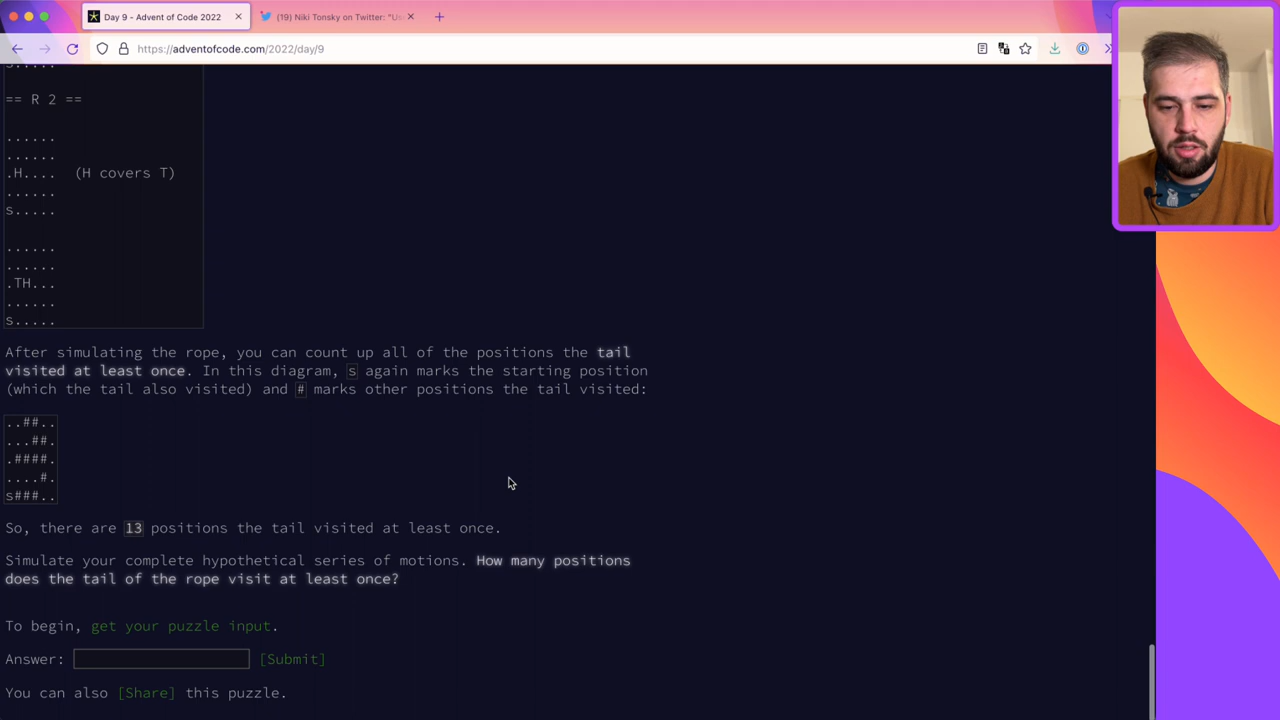 Day 9 - Advent of Code 2022
(19) Niki Tonsky on Twitter: "Us
https://adventofcode.com/2022/day/9
s.....
== R 2 ==
......
......
.H....  (H covers T)
......
s.....
......
......
.TH...
......
s.....
After simulating the rope, you can count up all of the positions the tail
visited at least once. In this diagram, s again marks the starting position
(which the tail also visited) and # marks other positions the tail visited:
..##..
...##.
.####.
....#.
s###..
So, there are 13 positions the tail visited at least once.
Simulate your complete hypothetical series of motions. How many positions
does the tail of the rope visit at least once?
To begin, get your puzzle input.
Answer: [Submit]
You can also [Share] this puzzle.